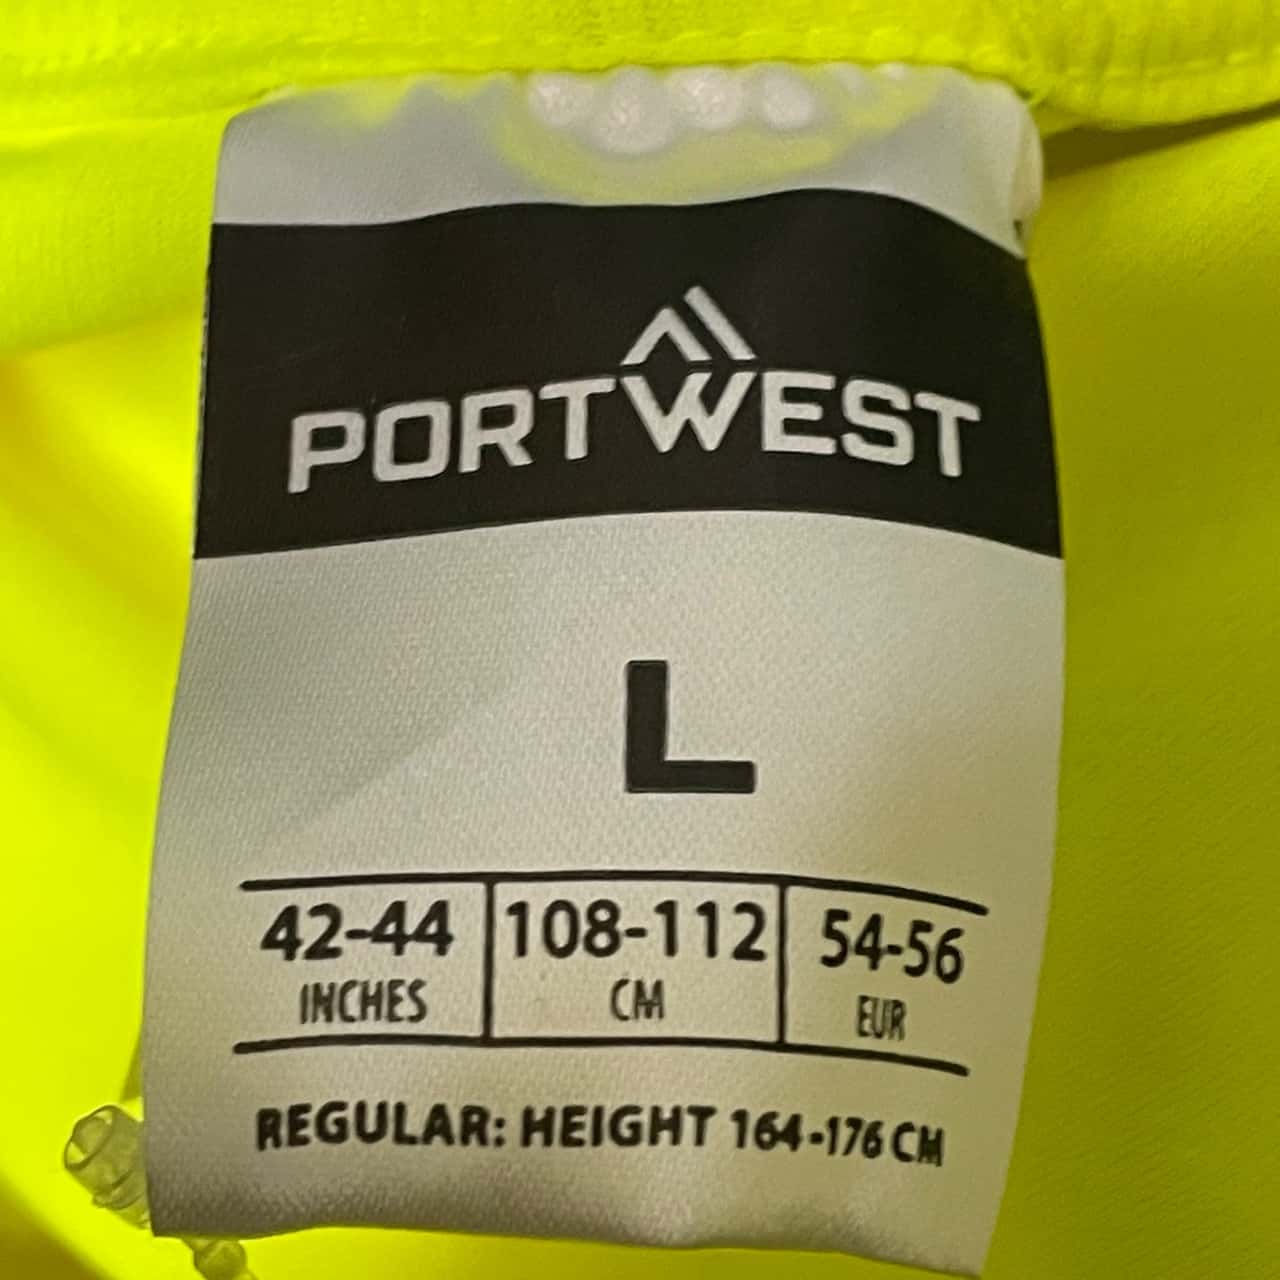 PORTWEST
L
42-44 108-112 54-56
INCHES CM EUR
REGULAR: HEIGHT 164-176 CM